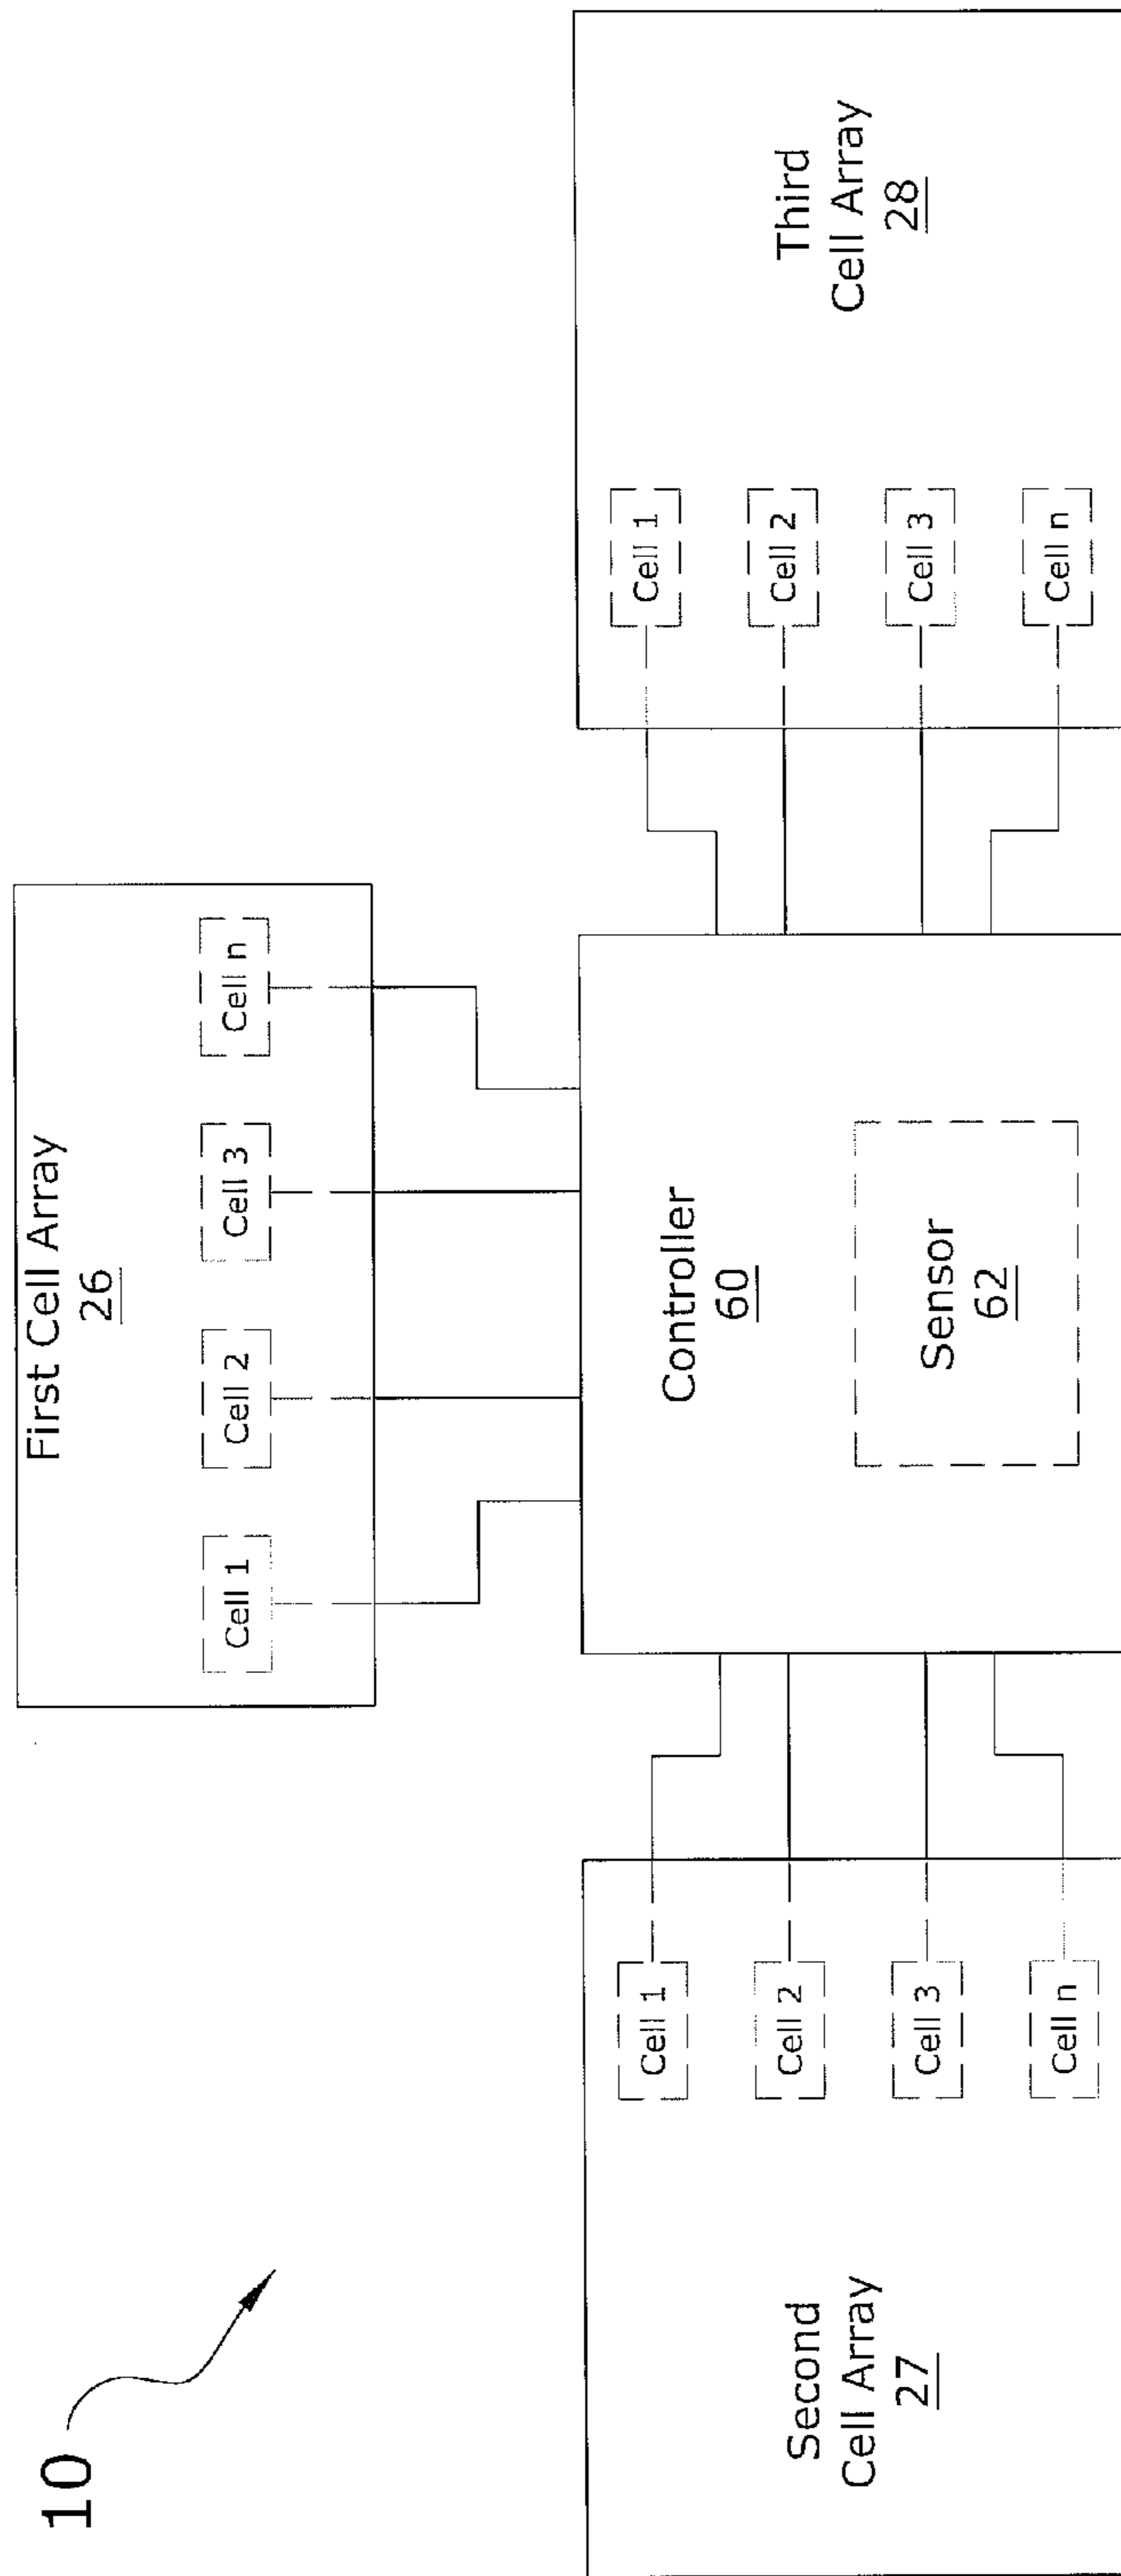 10
First Cell Array
26
Cell 1
Cell 2
Cell 3
Cell n
Second
Cell Array
27
Cell 1
Cell 2
Cell 3
Cell n
Controller
60
Sensor
62
Cell 1
Cell 2
Cell 3
Cell n
Third
Cell Array
28